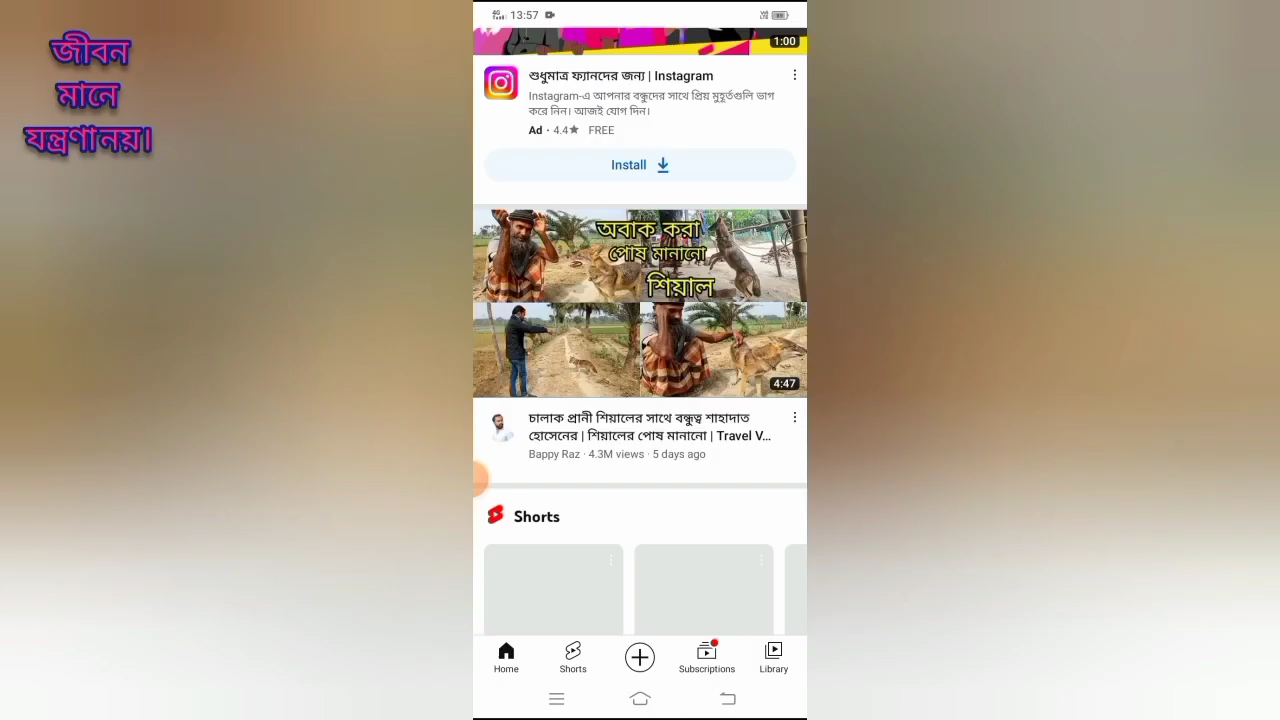 জীবন
মানে
যন্ত্রণানয়।
4G 13:57
1:00
শুধুমাত্র ফ্যানদের জন্য | Instagram
Instagram-এ আপনার বন্ধুদের সাথে প্রিয় মুহূর্তগুলি ভাগ
করে নিন। আজই যোগ দিন।
Ad · 4.4★ FREE
Install
অবাক করা
পোষ মানানো
শিয়াল
4:47
চালাক প্রানী শিয়ালের সাথে বন্ধুত্ব শাহাদাত
হোসেনের | শিয়ালের পোষ মানানো | Travel V...
Bappy Raz · 4.3M views · 5 days ago
Shorts
Home
Shorts
Subscriptions
Library